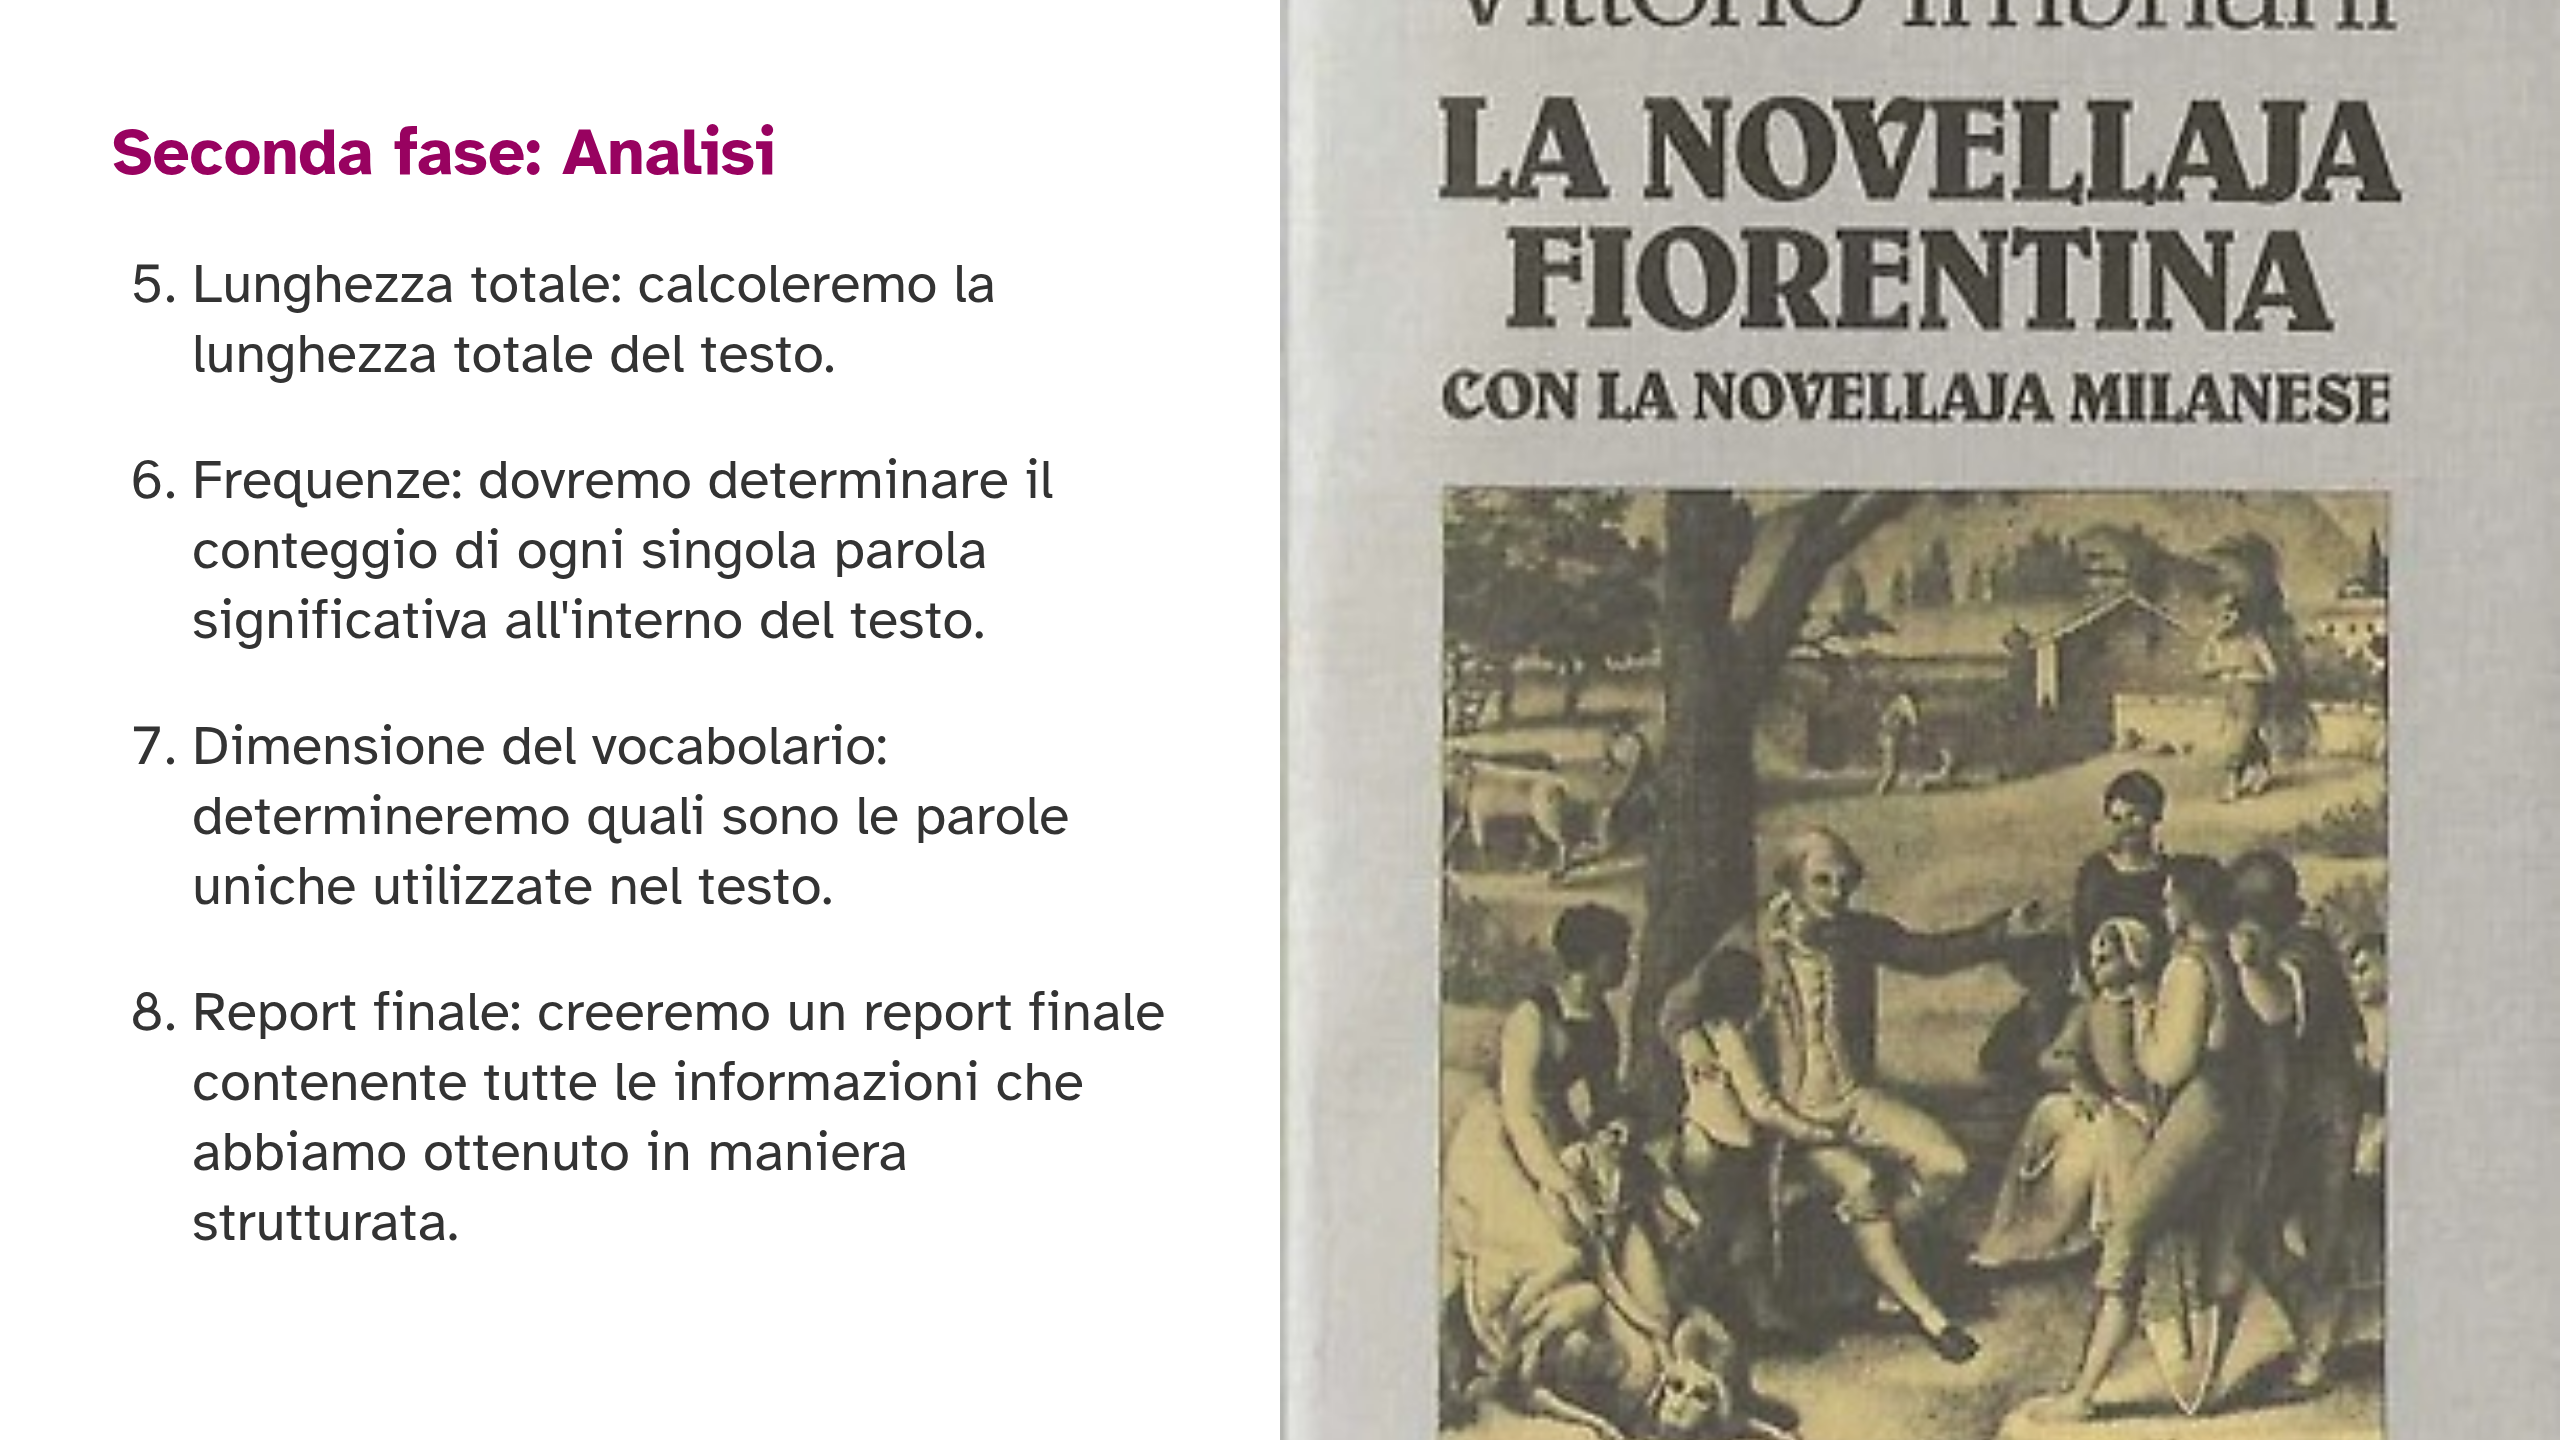 Seconda fase: Analisi
5. Lunghezza totale: calcoleremo la
lunghezza totale del testo.
6. Frequenze: dovremo determinare il
conteggio di ogni singola parola
significativa all'interno del testo.
7. Dimensione del vocabolario:
determineremo quali sono le parole
uniche utilizzate nel testo.
8. Report finale: creeremo un report finale
contenente tutte le informazioni che
abbiamo ottenuto in maniera
strutturata.
Vittorio Imbriani
LA NOVELLAJA
FIORENTINA
CON LA NOVELLAJA MILANESE